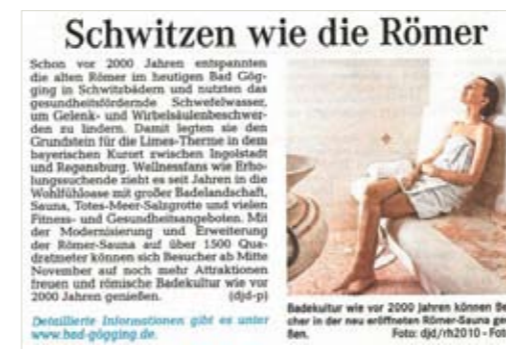 Schwitzen wie die Römer
Schon vor 2000 Jahren entspannten
die alten Römer im heutigen Bad Gög-
ging in Schwitzbädern und nutzten das
gesundheitsfördernde Schwefelwasser,
um Gelenk- und Wirbelsäulenbeschwer-
den zu lindern. Damit legten sie den
Grundstein für die Limes-Therme in dem
bayerischen Kurort zwischen Ingolstadt
und Regensburg. Wellnessfans wie Erho-
lungssuchende zieht es seit Jahren in die
Wohlfühloase mit großer Badelandschaft,
Sauna, Totes-Meer-Salzgrotte und vielen
Fitness- und Gesundheitsangeboten. Mit
der Modernisierung und Erweiterung
der Römer-Sauna auf über 1500 Qua-
dratmeter können sich Besucher ab Mitte
November auf noch mehr Attraktionen
freuen und römische Badekultur wie vor
2000 Jahren genießen. (djd-p)
Detaillierte Informationen gibt es unter
www.bad-gögging.de.
Badekultur wie vor 2000 Jahren können Be
cher in der neu eröffneten Römer-Sauna ge
ßen. Foto: djd/rh2010 - Fot